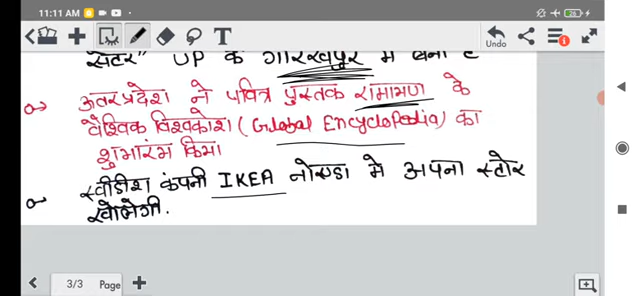 11:11 AM
26
Undo
सेंटर" UP के गोरखपुर में बना है
उत्तरप्रदेश ने पवित्र पुस्तक रामायण के
वैश्विक विश्वकोश (Global Encyclopedia) का
शुभारंभ किया
स्वीडिश कंपनी IKEA नोएडा में अपना स्टोर
खोलेगी.
3/3 Page